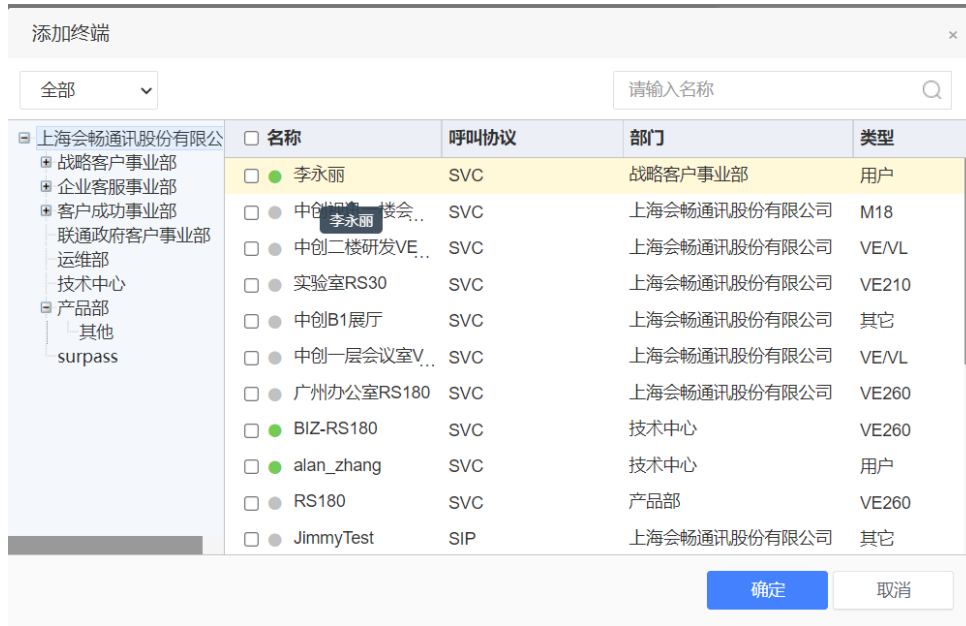 添加终端
×
全部
请输入名称
上海会畅通讯股份有限公
战略客户事业部
企业客服事业部
客户成功事业部
联通政府客户事业部
运维部
技术中心
产品部
其他
surpass
名称 呼叫协议 部门 类型
李永丽 SVC 战略客户事业部 用户
中创 楼会... SVC 上海会畅通讯股份有限公司 M18
李永丽
中创二楼研发VE... SVC 上海会畅通讯股份有限公司 VE/VL
实验室RS30 SVC 上海会畅通讯股份有限公司 VE210
中创B1展厅 SVC 上海会畅通讯股份有限公司 其它
中创一层会议室V... SVC 上海会畅通讯股份有限公司 VE/VL
广州办公室RS180 SVC 上海会畅通讯股份有限公司 VE260
BIZ-RS180 SVC 技术中心 VE260
alan_zhang SVC 技术中心 用户
RS180 SVC 产品部 VE260
JimmyTest SIP 上海会畅通讯股份有限公司 其它
确定 取消